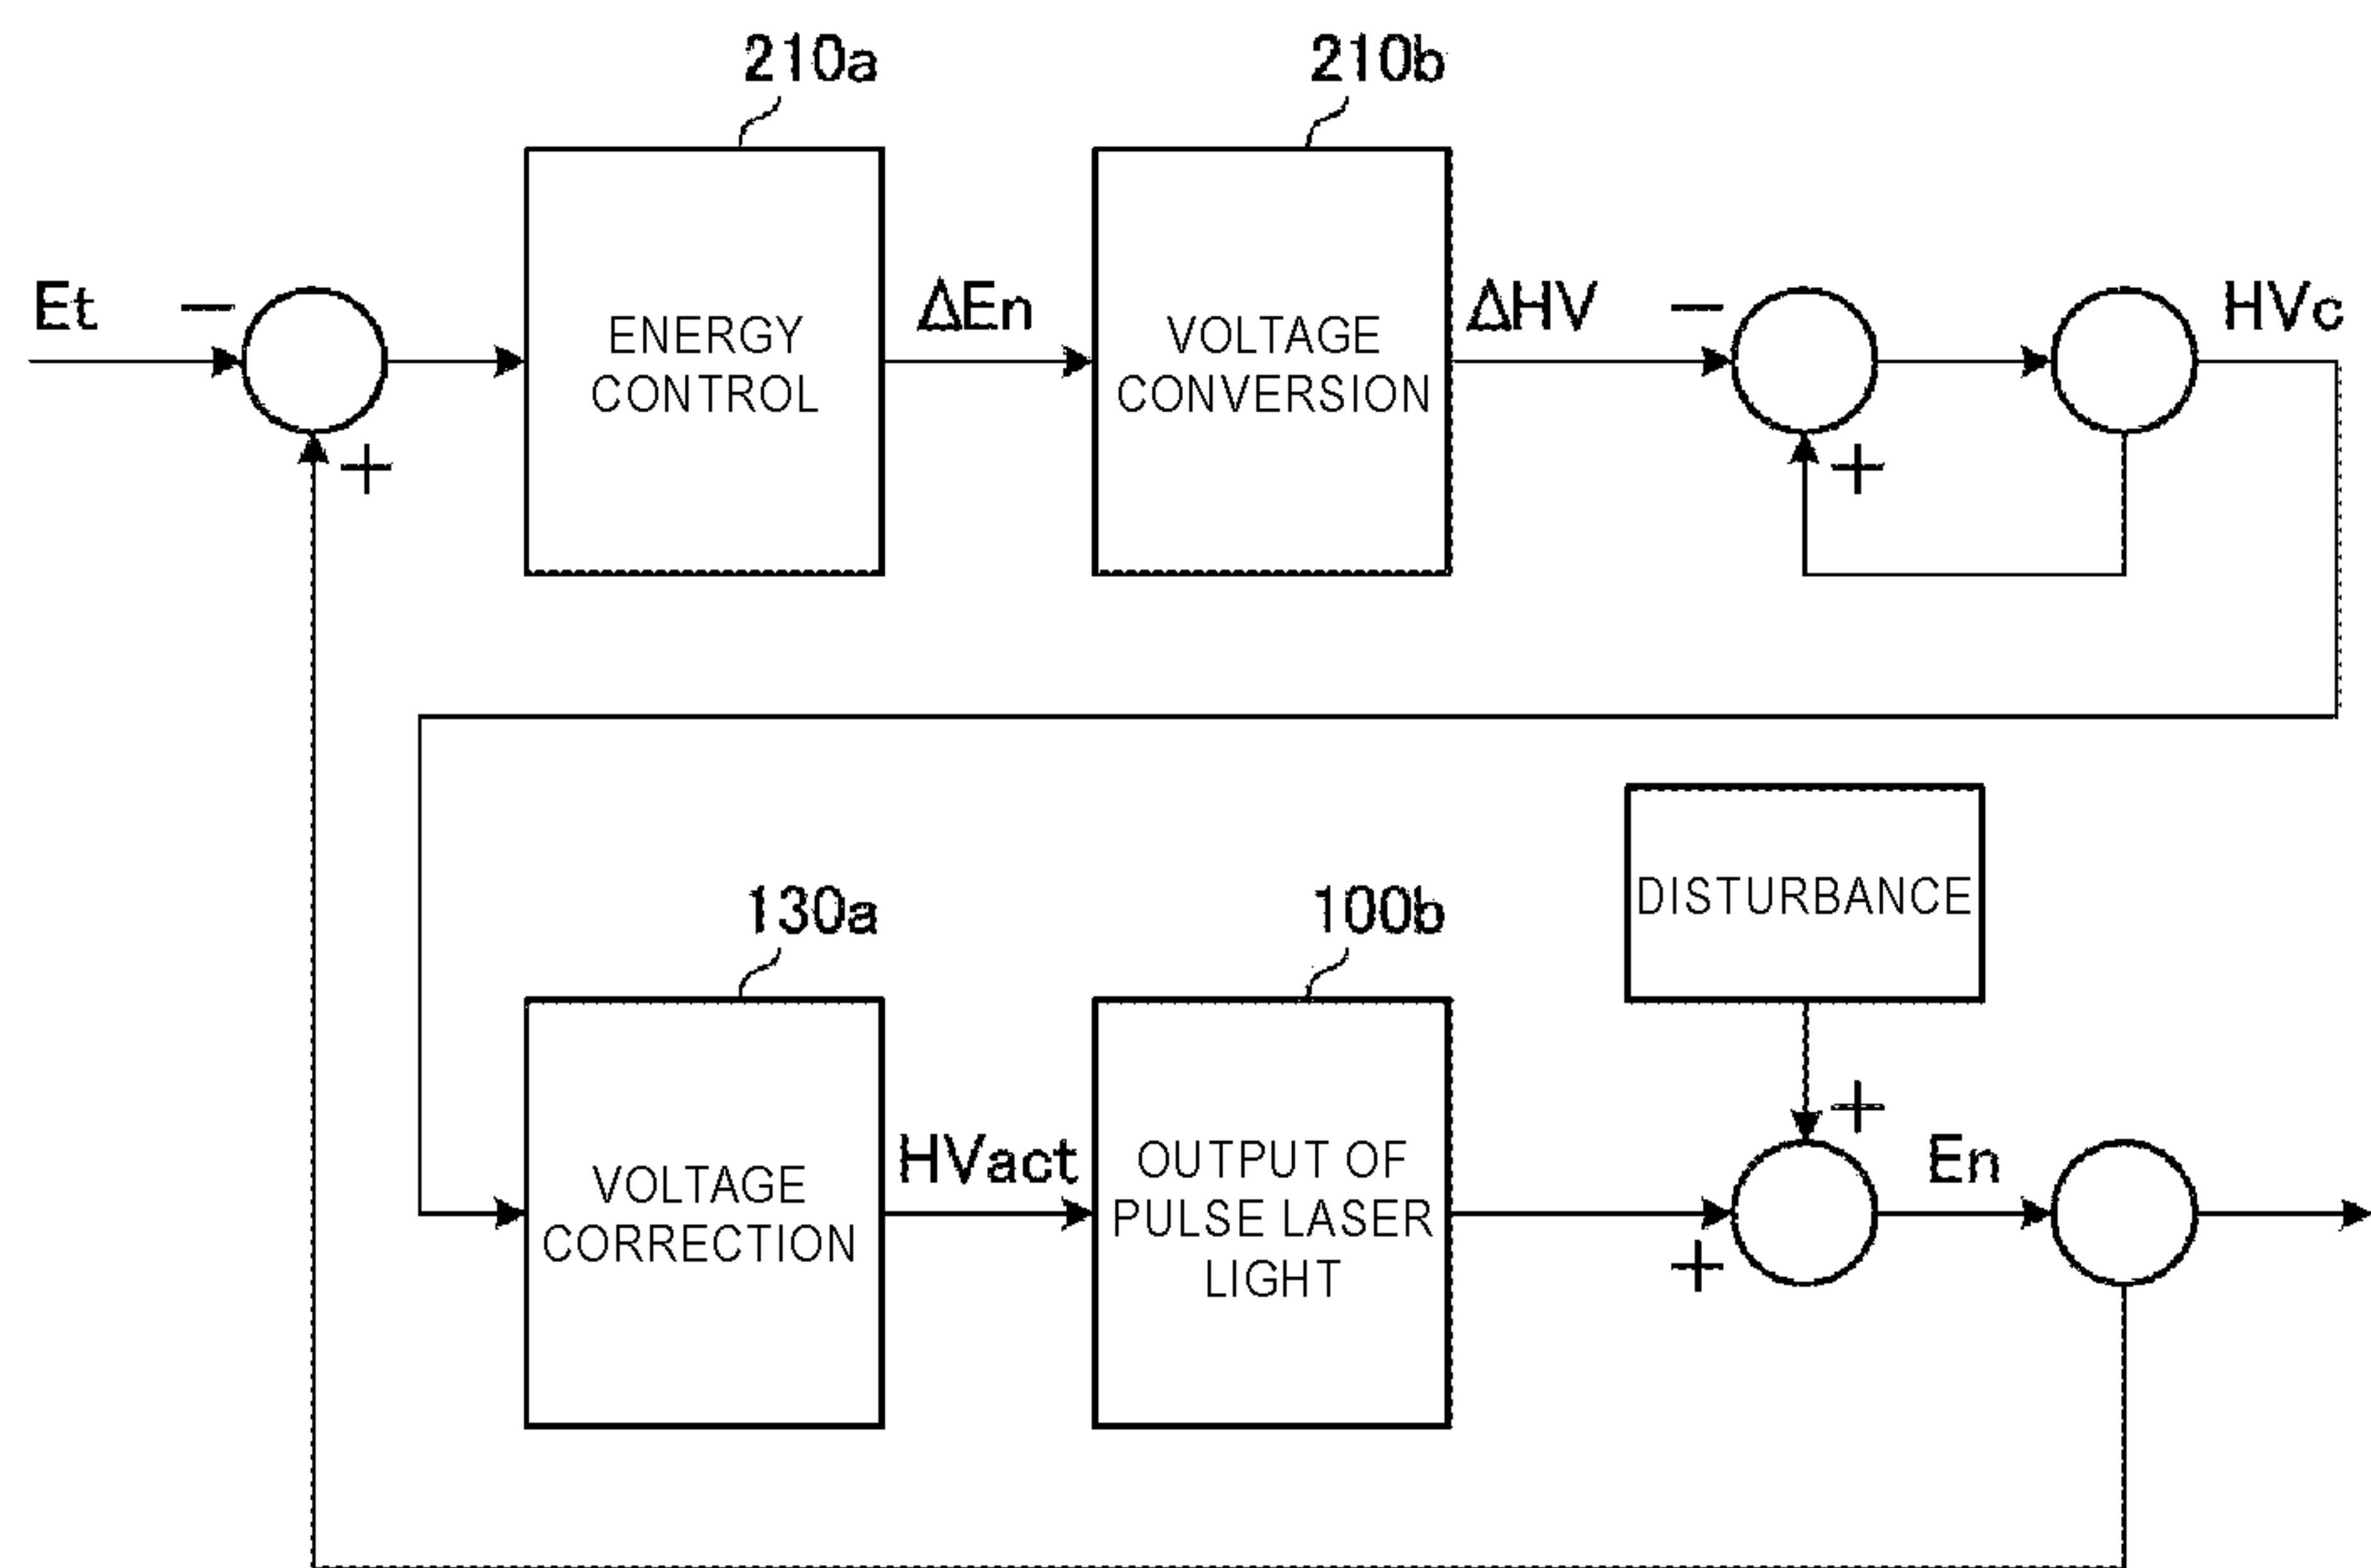 210a
210b
Et
−
+
ENERGY
CONTROL
ΔEn
VOLTAGE
CONVERSION
ΔHV
−
+
HVc
DISTURBANCE
130a
100b
VOLTAGE
CORRECTION
HVact
OUTPUT OF
PULSE LASER
LIGHT
+
+
En